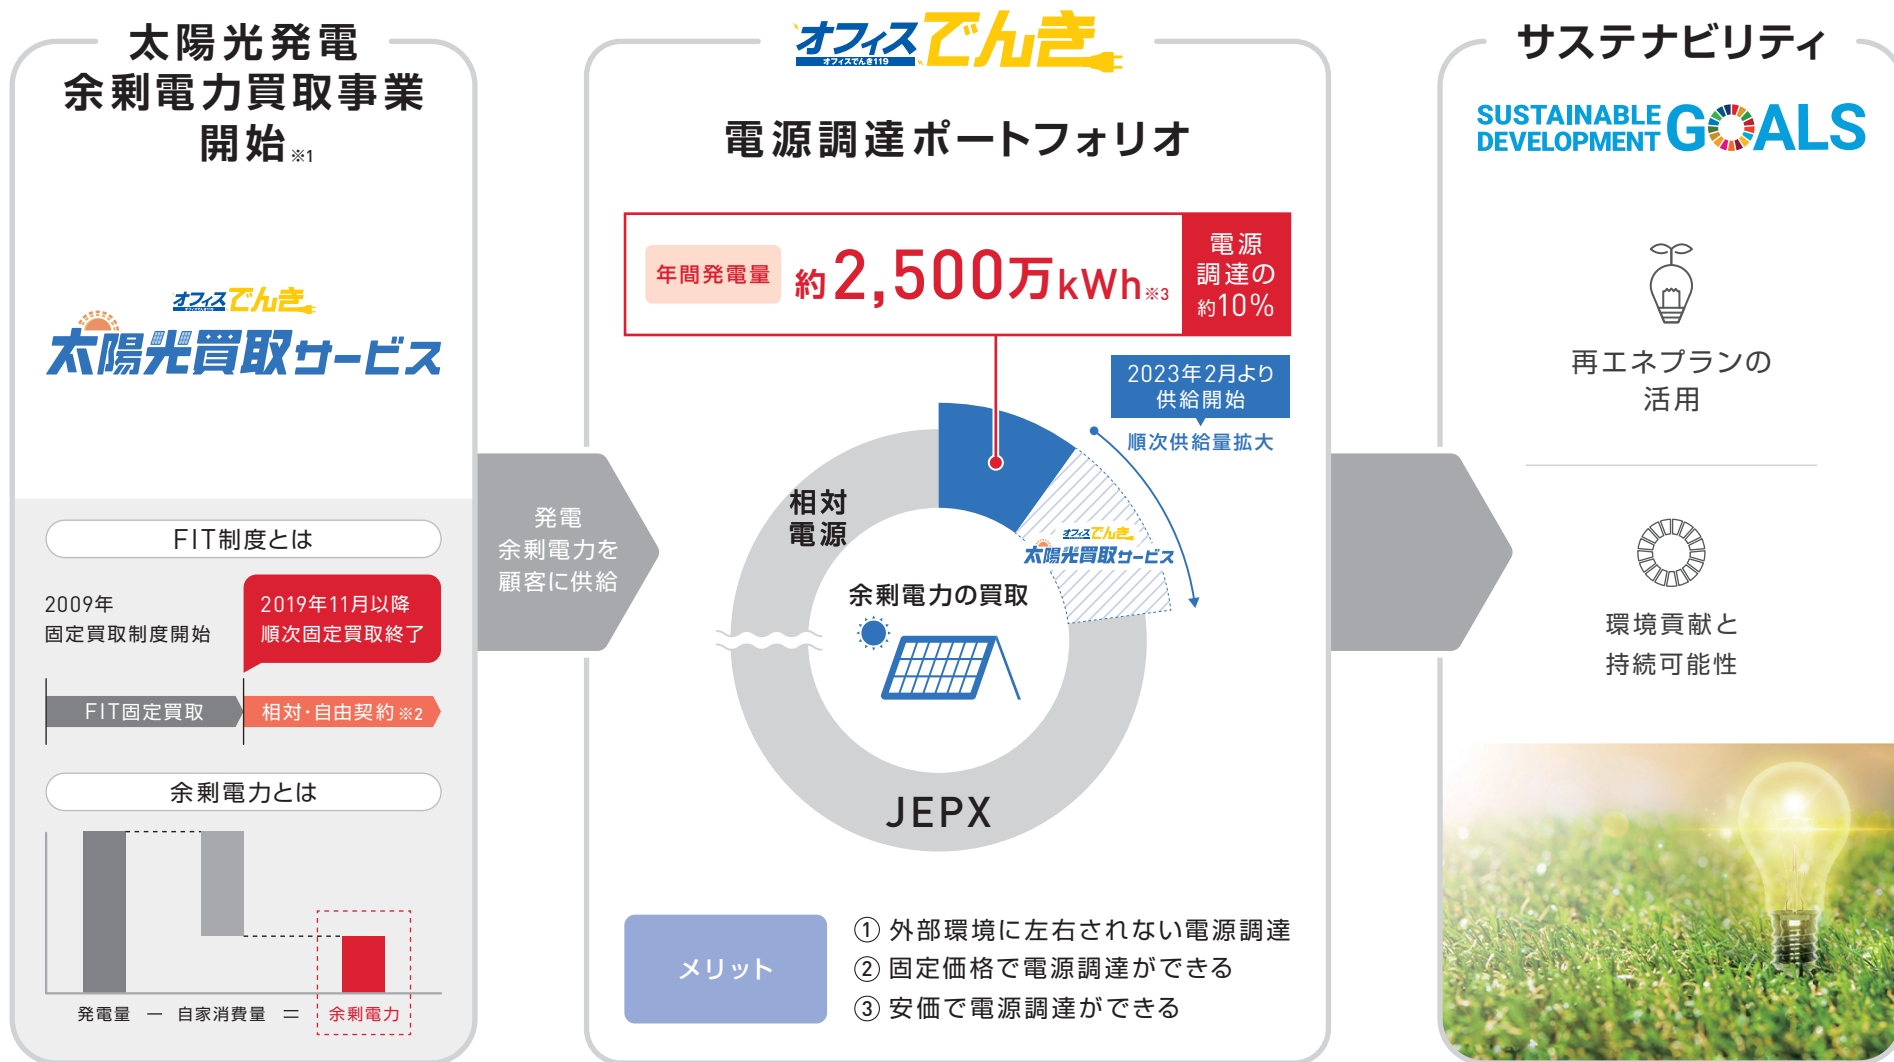 太陽光発電
余剰電力買取事業
開始※1
オフィスでんき
太陽光買取サービス
FIT制度とは
2009年
固定買取制度開始
2019年11月以降
順次固定買取終了
FIT固定買取
相対・自由契約※2
余剰電力とは
発電量 − 自家消費量 = 余剰電力
発電
余剰電力を
顧客に供給
オフィスでんき
オフィスでんき119
電源調達ポートフォリオ
年間発電量 約2,500万kWh※3
電源
調達の
約10%
2023年2月より
供給開始
順次供給量拡大
相対
電源
オフィスでんき
太陽光買取サービス
余剰電力の買取
JEPX
メリット
① 外部環境に左右されない電源調達
② 固定価格で電源調達ができる
③ 安価で電源調達ができる
サステナビリティ
SUSTAINABLE
DEVELOPMENT GOALS
再エネプランの
活用
環境貢献と
持続可能性